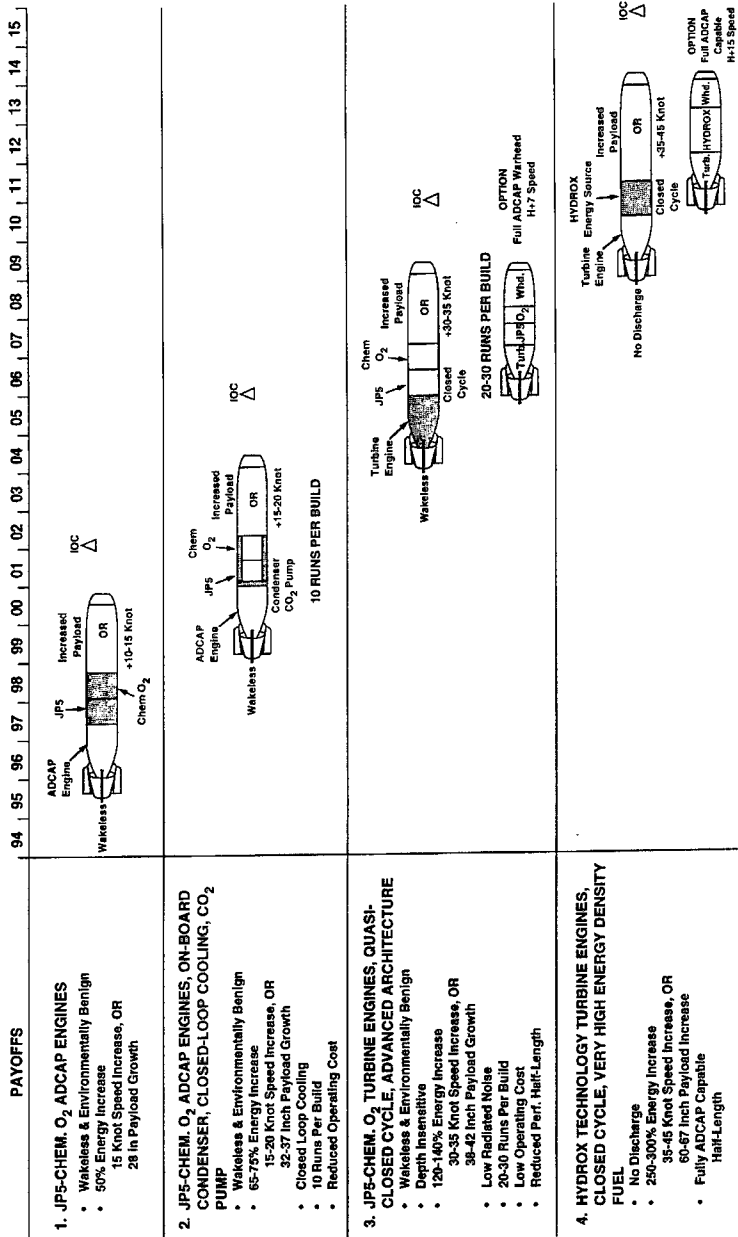 PAYOFFS
94 95 96 97 98 99 00 01 02 03 04 05 06 07 08 09 10 11 12 13 14 15
1. JP5-CHEM. O2 ADCAP ENGINES
• Wakeless & Environmentally Benign
• 50% Energy Increase
15 Knot Speed Increase, OR
28 in Payload Growth
ADCAP
Engine
JP5
Increased
Payload
OR
Wakeless
Chem O2
+10-15 Knot
IOC
2. JP5-CHEM. O2 ADCAP ENGINES, ON-BOARD
CONDENSER, CLOSED-LOOP COOLING, CO2
PUMP
• Wakeless & Environmentally Benign
• 65-75% Energy Increase
15-20 Knot Speed Increase, OR
32-37 Inch Payload Growth
• Closed Loop Cooling
• 10 Runs Per Build
• Reduced Operating Cost
ADCAP
Engine
JP5
Chem
O2
Increased
Payload
OR
Wakeless
Condenser
CO2 Pump
+15-20 Knot
10 RUNS PER BUILD
IOC
3. JP5-CHEM. O2 TURBINE ENGINES, QUASI-
CLOSED CYCLE, ADVANCED ARCHITECTURE
• Wakeless & Environmentally Benign
• Depth Insensitive
• 120-140% Energy Increase
30-35 Knot Speed Increase, OR
38-42 Inch Payload Growth
• Low Radiated Noise
• 20-30 Runs Per Build
• Low Operating Cost
• Reduced Perf. Half-Length
Turbine
Engine
JP5
Chem
O2
Increased
Payload
OR
Wakeless
Closed
Cycle
+30-35 Knot
IOC
20-30 RUNS PER BUILD
Turb. JP5 O2 Whd.
OPTION
Full ADCAP Warhead
H+7 Speed
4. HYDROX TECHNOLOGY TURBINE ENGINES,
CLOSED CYCLE, VERY HIGH ENERGY DENSITY
FUEL
• No Discharge
• 250-300% Energy Increase
35-45 Knot Speed Increase, OR
60-67 Inch Payload Increase
• Fully ADCAP Capable
Half-Length
Turbine
Engine
HYDROX
Energy Source
Increased
Payload
OR
No Discharge
Closed
Cycle
+35-45 Knot
IOC
Turb. HYDROX Whd.
OPTION
Full ADCAP
Capable
H+15 Speed